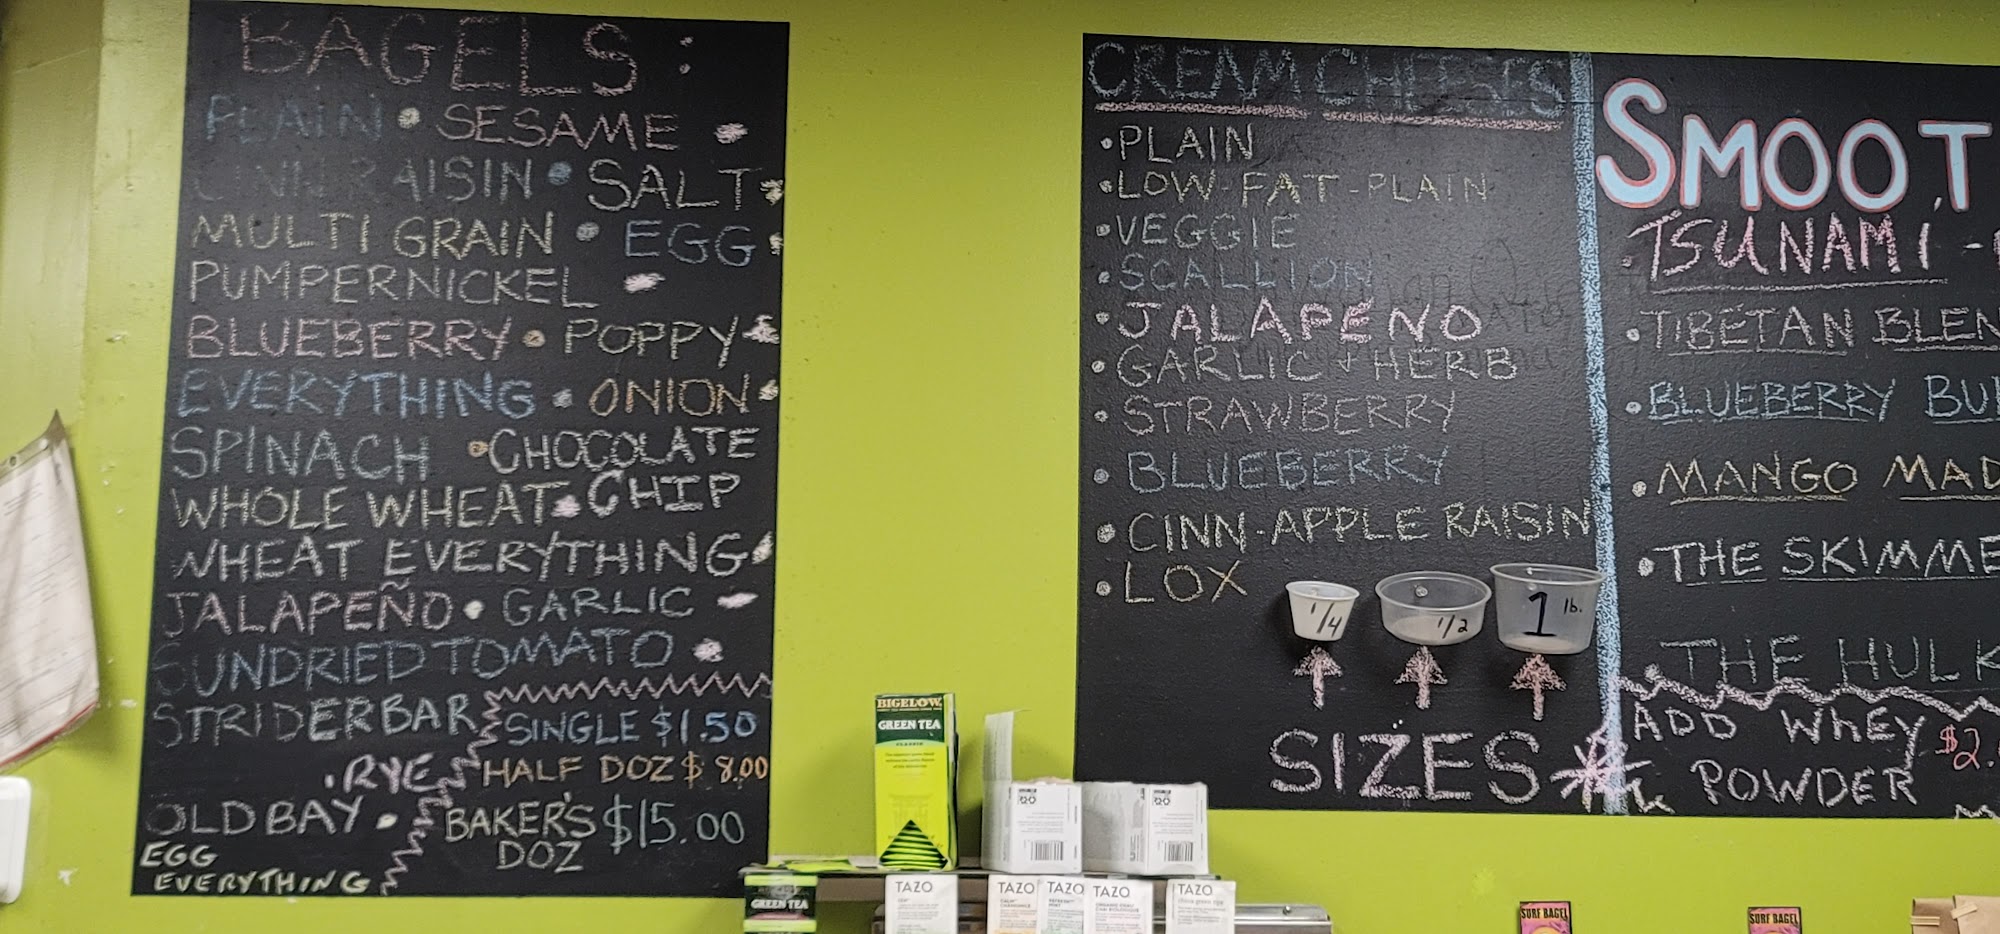 BAGELS:
PLAIN • SESAME
CINN RAISIN • SALT
MULTI GRAIN • EGG
PUMPERNICKEL
BLUEBERRY • POPPY
EVERYTHING • ONION
SPINACH • CHOCOLATE
WHOLE WHEAT • CHIP
WHEAT EVERYTHING
JALAPEÑO • GARLIC
SUNDRIED TOMATO
STRIDERBAR
• RYE
OLD BAY •
EGG
EVERYTHING
SINGLE $1.50
HALF DOZ $8.00
BAKER'S $15.00
DOZ
CREAM CHEESES
• PLAIN
• LOW-FAT-PLAIN
• VEGGIE
• SCALLION
• JALAPENO
• GARLIC + HERB
• STRAWBERRY
• BLUEBERRY
• CINN-APPLE RAISIN
• LOX
1/4
1/2
1 lb.
SIZES
SMOOT
• TSUNAMI -
• TIBETAN BLEN
• BLUEBERRY BU
• MANGO MAD
• THE SKIMME
• THE HULK
ADD WHEY $2.
POWDER
BIGELOW
GREEN TEA
CLASSIC
GREEN TEA
TAZO
TAZO
TAZO
TAZO
TAZO
SURF BAGEL
SURF BAGEL